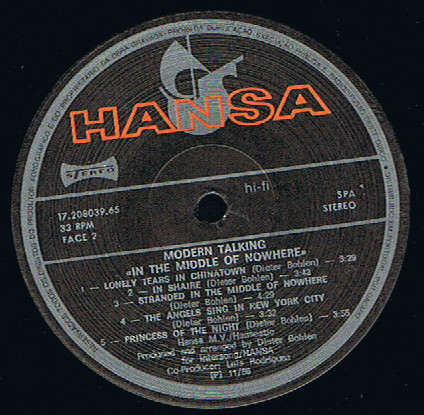 HANSA
STEREO
hi-fi
17.208039.65
33 RPM
FACE 2
SPA
STEREO
MODERN TALKING
«IN THE MIDDLE OF NOWHERE»
1 — LONELY TEARS IN CHINATOWN (Dieter Bohlen) — 3:29
2 — IN SHAIRE (Dieter Bohlen) — 3:43
3 — STRANDED IN THE MIDDLE OF NOWHERE
(Dieter Bohlen) — 4:29
4 — THE ANGELS SING IN NEW YORK CITY
(Dieter Bohlen) — 3:32
5 — PRINCESS OF THE NIGHT (Dieter Bohlen) — 3:55
Hansa M.V./Hanseatic
Produced and arranged by Dieter Bohlen
for Intersong/HANSA
Co-Producer: Luis Rodriguez
(P) 11/86